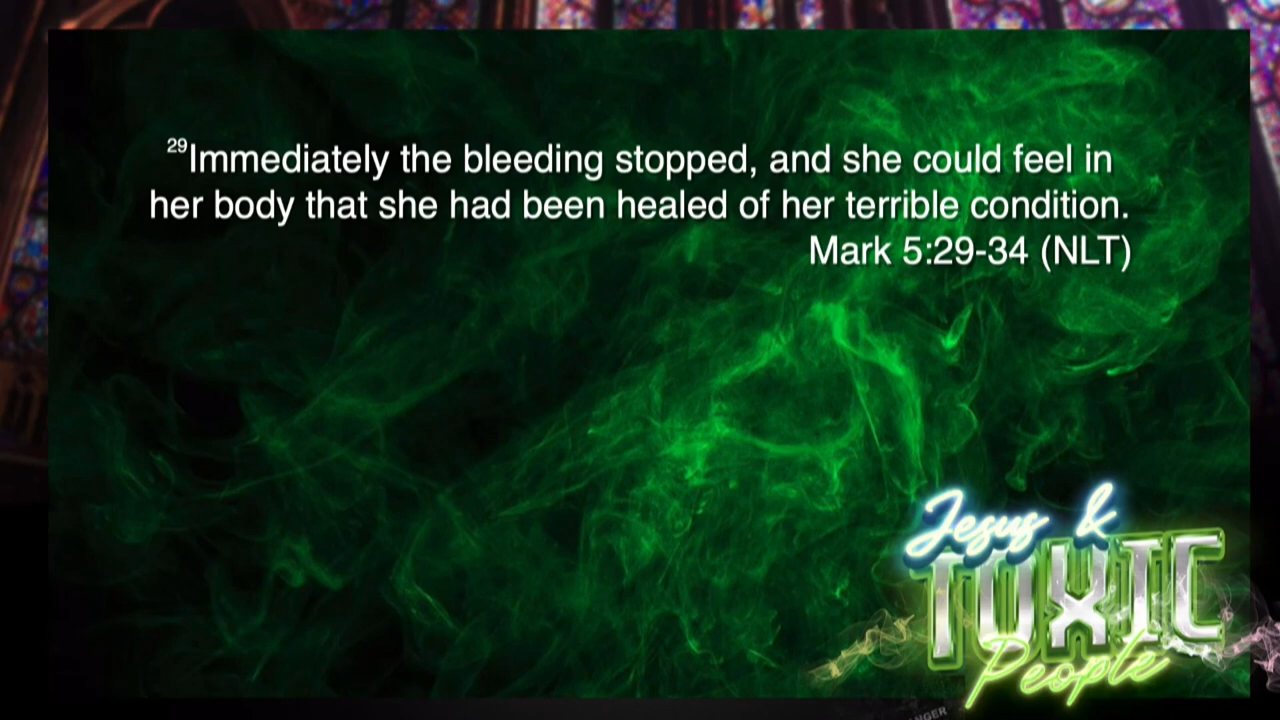 ²⁹Immediately the bleeding stopped, and she could feel in
her body that she had been healed of her terrible condition.
Mark 5:29-34 (NLT)
Jesus &
TOXIC
People